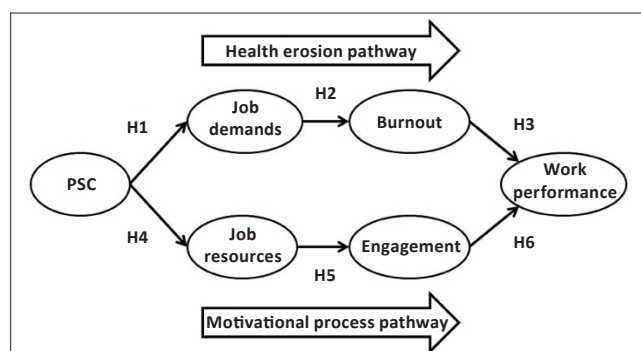 Health erosion pathway
H1
Job
demands
H2
Burnout
H3
PSC
Work
performance
H4
Job
resources
H5
Engagement
H6
Motivational process pathway